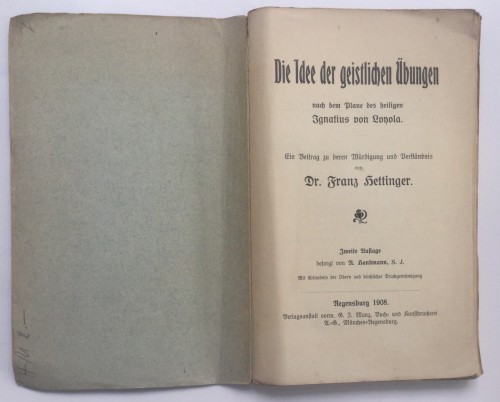 Die Idee der geistlichen Übungen
nach dem Plane des heiligen
Ignatius von Loyola.
Ein Beitrag zu deren Würdigung und Verständnis
von
Dr. Franz Hettinger.
Zweite Auflage
besorgt von R. Handmann, S. J.
Mit Erlaubnis der Obern und kirchlicher Druckgenehmigung
Regensburg 1908.
Verlagsanstalt vorm. G. J. Manz, Buch- und Kunstdruckerei
A.-G., München-Regensburg.